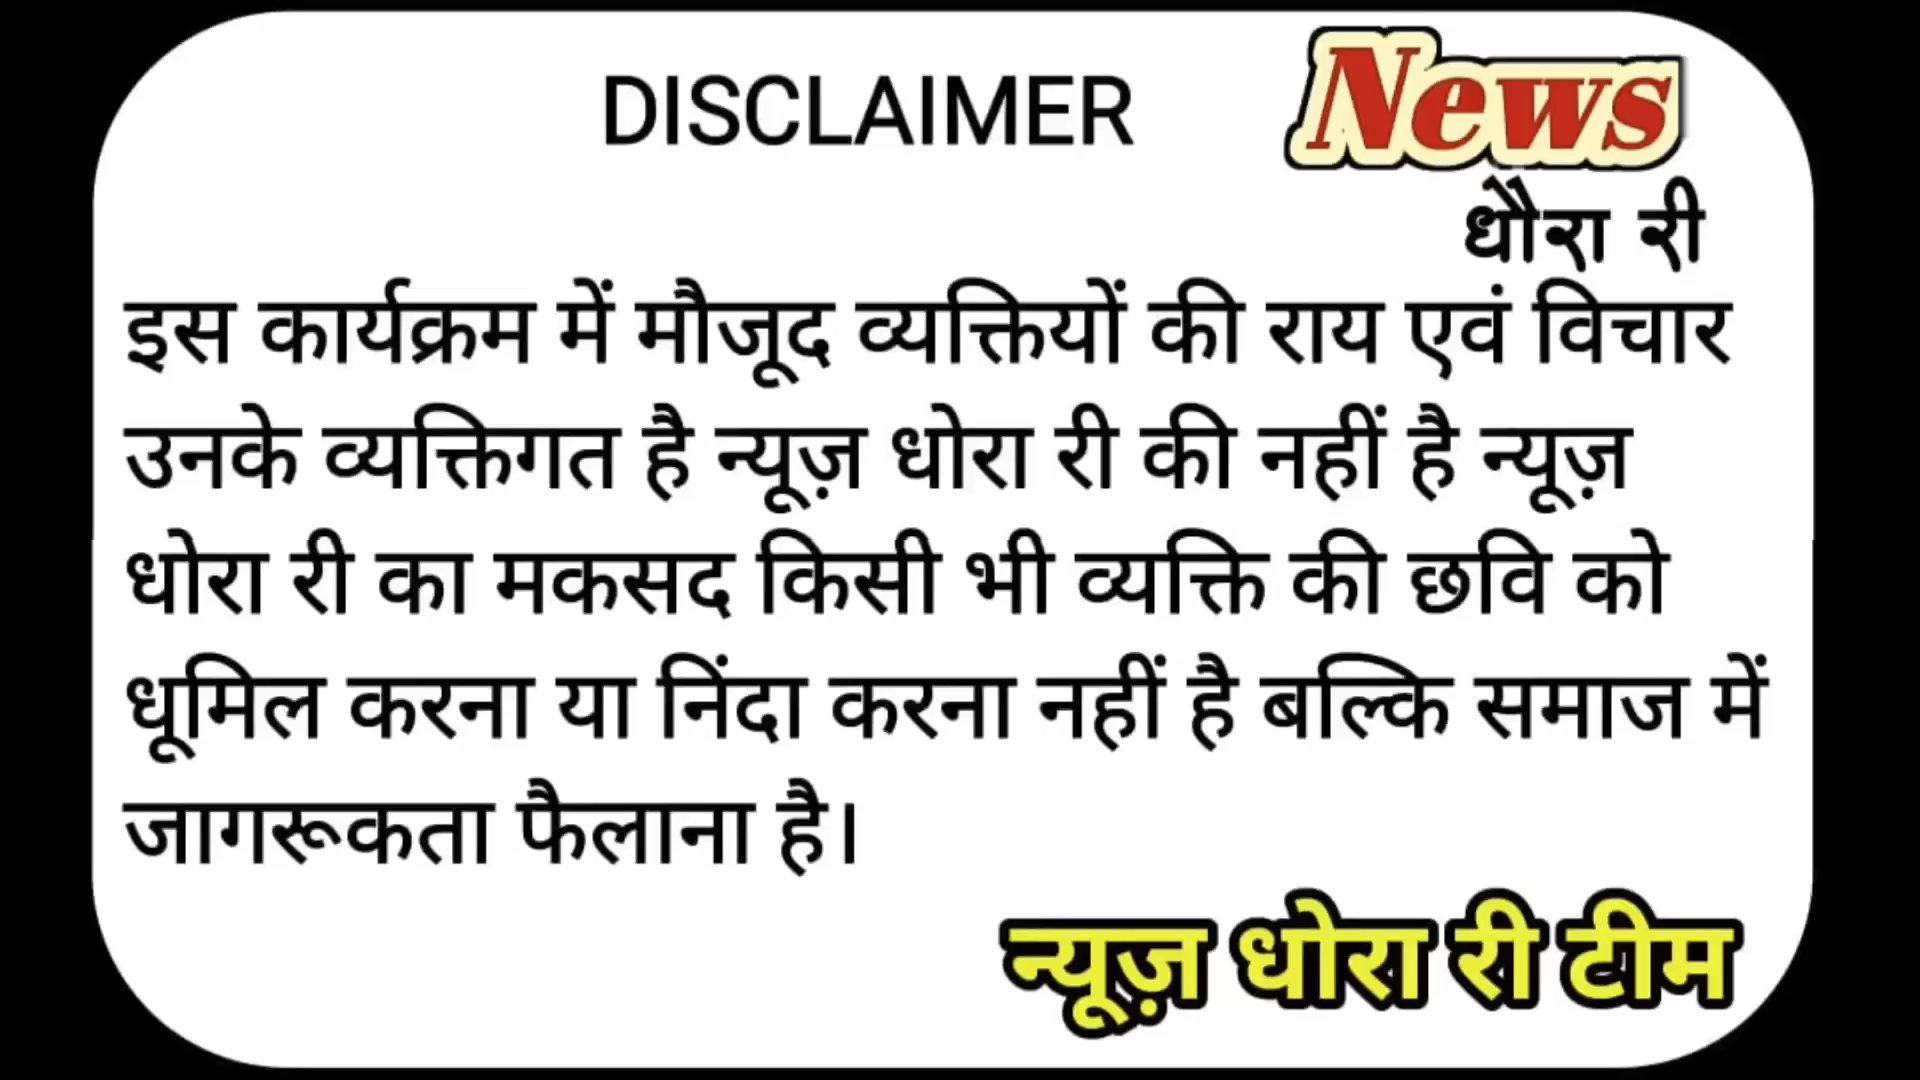 DISCLAIMER
News
धौरा री
इस कार्यक्रम में मौजूद व्यक्तियों की राय एवं विचार
उनके व्यक्तिगत है न्यूज़ धोरा री की नहीं है न्यूज़
धोरा री का मकसद किसी भी व्यक्ति की छवि को
धूमिल करना या निंदा करना नहीं है बल्कि समाज में
जागरूकता फैलाना है।
न्यूज़ धोरा री टीम